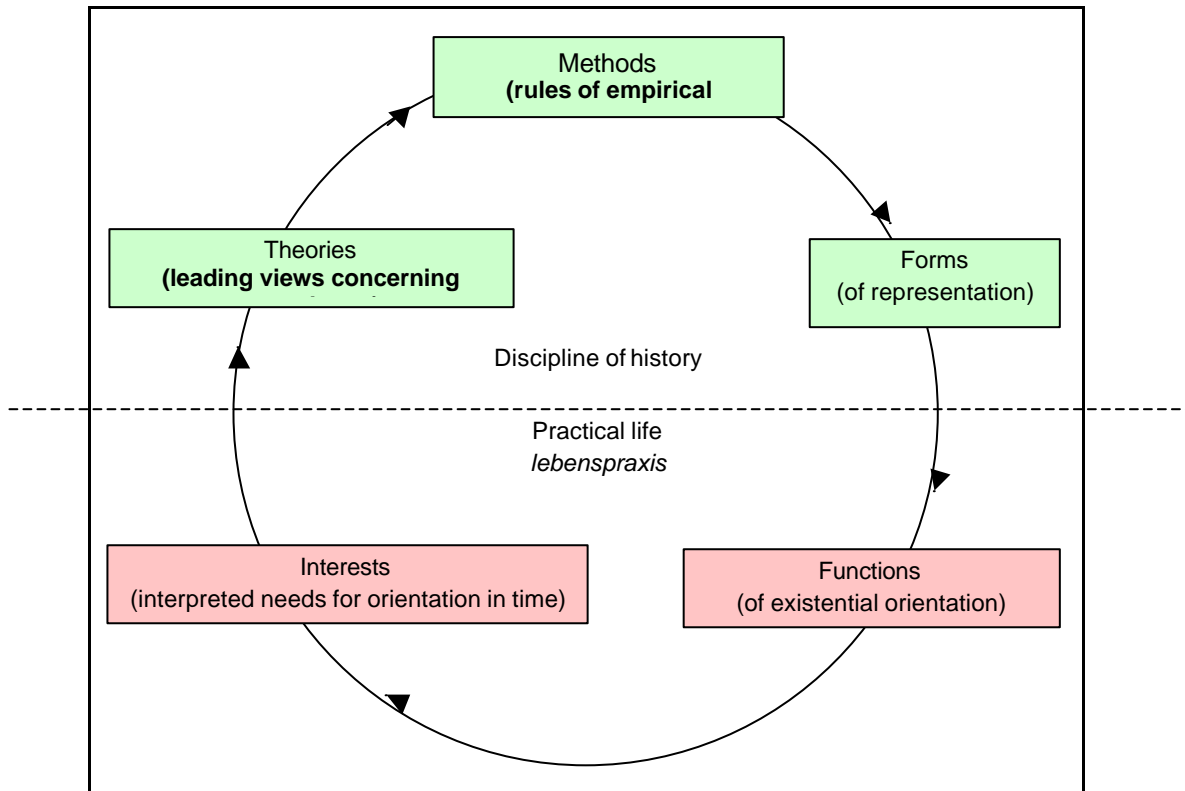 Methods
(rules of empirical
Theories
(leading views concerning
Forms
(of representation)
Discipline of history
Practical life
lebenspraxis
Interests
(interpreted needs for orientation in time)
Functions
(of existential orientation)